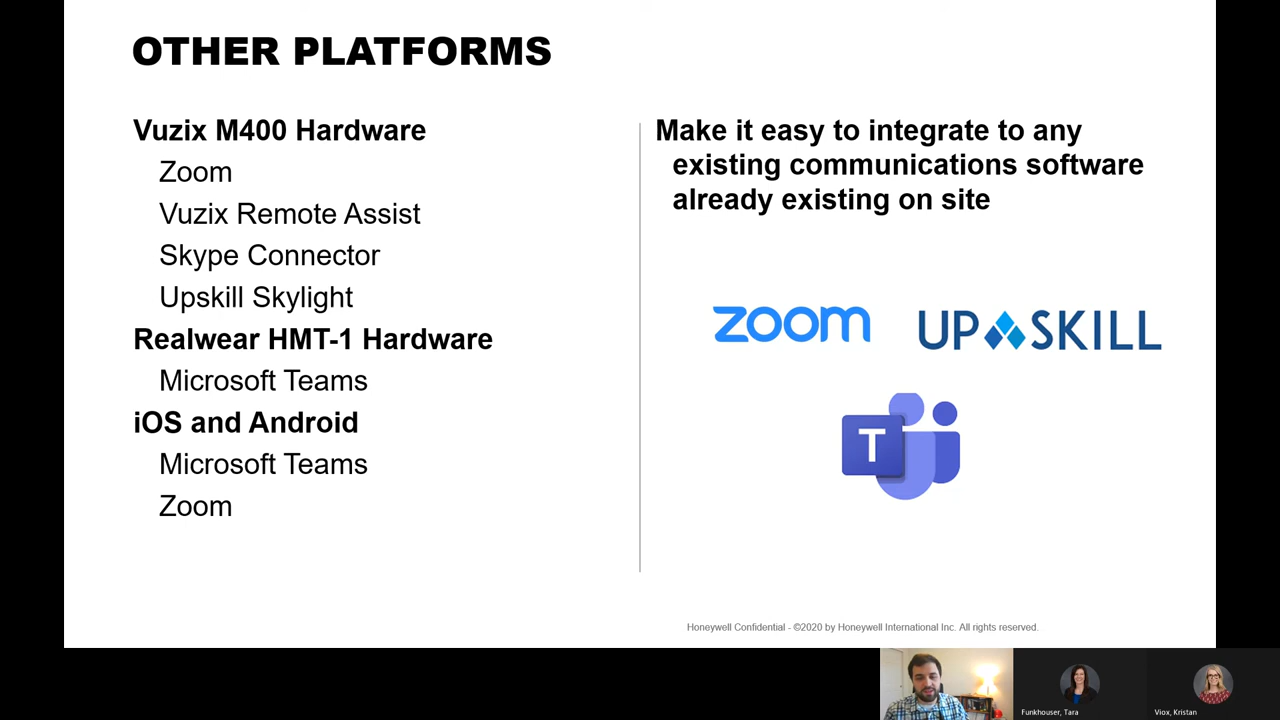 OTHER PLATFORMS
Vuzix M400 Hardware
Zoom
Vuzix Remote Assist
Skype Connector
Upskill Skylight
Realwear HMT-1 Hardware
Microsoft Teams
iOS and Android
Microsoft Teams
Zoom
Make it easy to integrate to any
existing communications software
already existing on site
zoom
UPSKILL
T
Honeywell Confidential - ©2020 by Honeywell International Inc. All rights reserved.
Funkhouser, Tara
Viox, Kristan